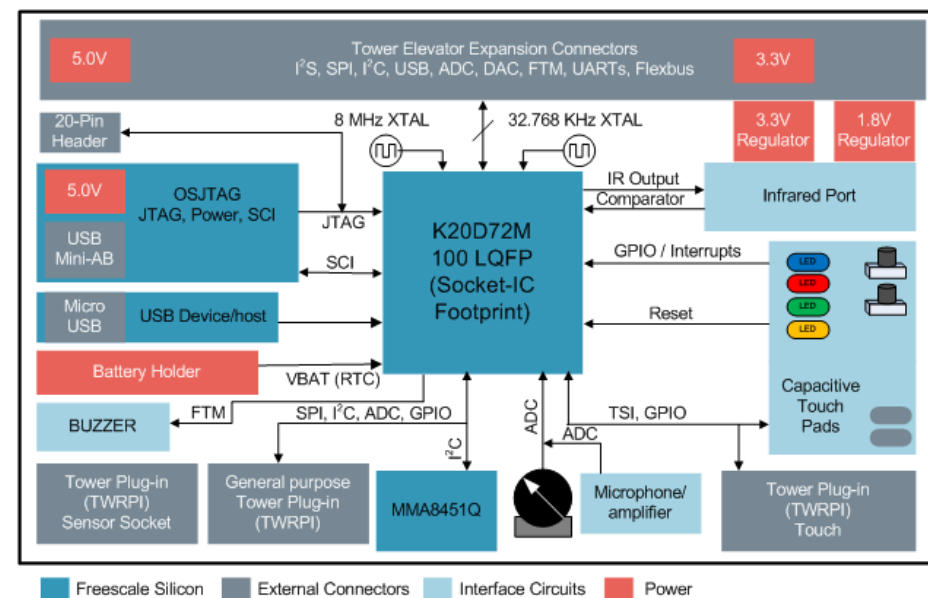 5.0V
Tower Elevator Expansion Connectors
I²S, SPI, I²C, USB, ADC, DAC, FTM, UARTs, Flexbus
3.3V
20-Pin
Header
8 MHz XTAL
32.768 KHz XTAL
3.3V
Regulator
1.8V
Regulator
5.0V
OSJTAG
JTAG, Power, SCI
USB
Mini-AB
JTAG
SCI
K20D72M
100 LQFP
(Socket-IC
Footprint)
IR Output
Comparator
Infrared Port
GPIO / Interrupts
Reset
LED
LED
LED
LED
Capacitive
Touch
Pads
Micro
USB
USB Device/host
Battery Holder
VBAT (RTC)
BUZZER
FTM
SPI, I²C, ADC, GPIO
I²C
ADC
ADC
TSI, GPIO
Tower Plug-in
(TWRPI)
Sensor Socket
General purpose
Tower Plug-in
(TWRPI)
MMA8451Q
Microphone/
amplifier
Tower Plug-in
(TWRPI)
Touch
Freescale Silicon
External Connectors
Interface Circuits
Power